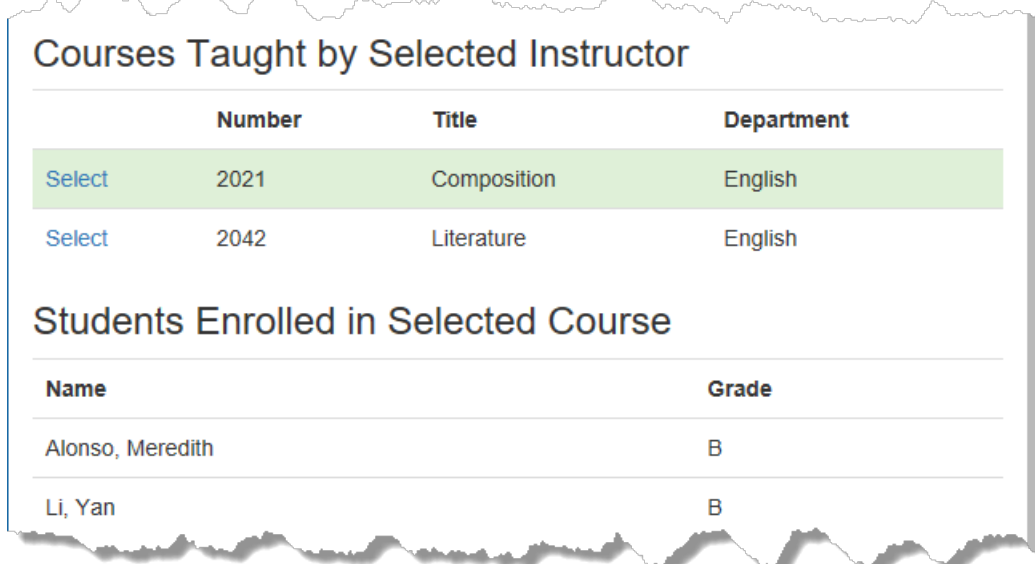 Courses Taught by Selected Instructor
Number Title Department
Select 2021 Composition English
Select 2042 Literature English
Students Enrolled in Selected Course
Name Grade
Alonso, Meredith B
Li, Yan B